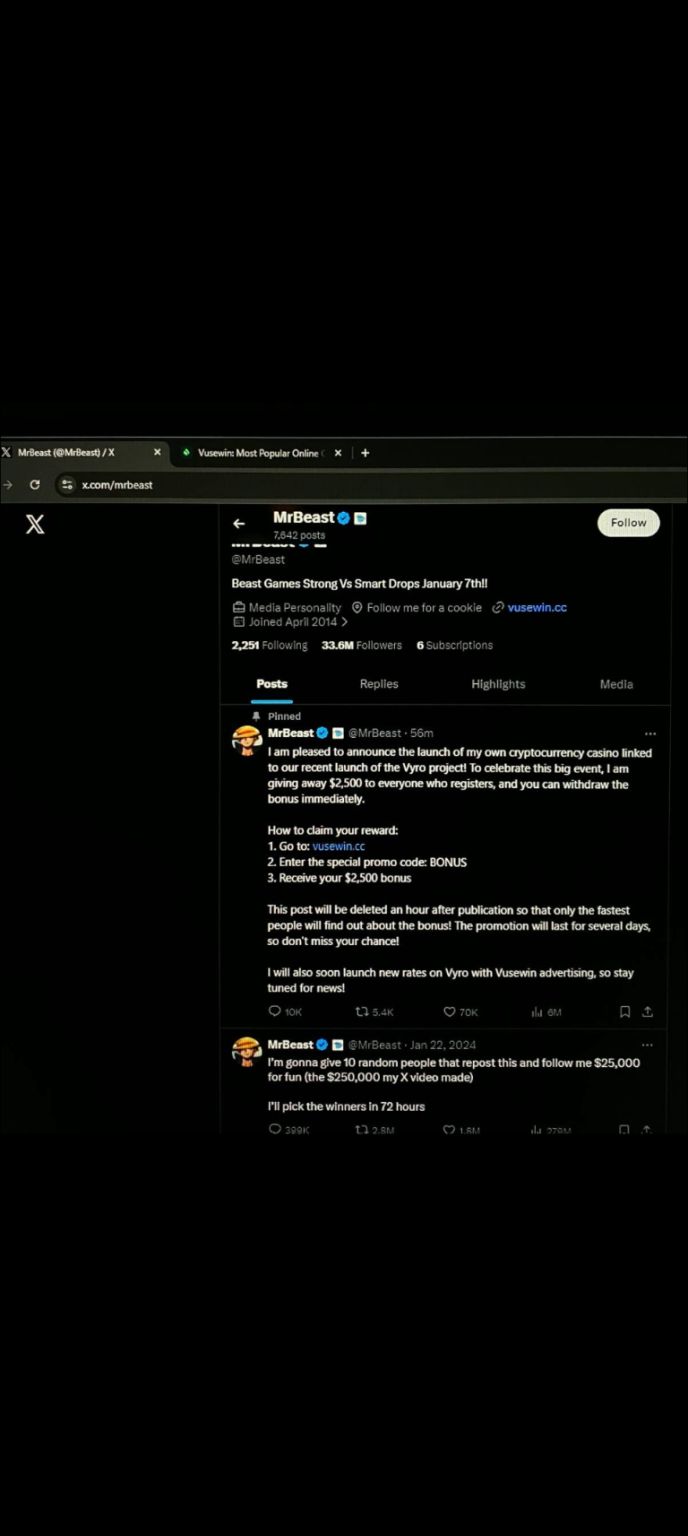 MrBeast (@MrBeast) / X
Vusewin: Most Popular Online
x.com/mrbeast
MrBeast
7,642 posts
Follow
@MrBeast
Beast Games Strong Vs Smart Drops January 7th!!
Media Personality Follow me for a cookie vusewin.cc
Joined April 2014
2,251 Following 33.6M Followers 6 Subscriptions
Posts Replies Highlights Media
Pinned
MrBeast @MrBeast · 56m
I am pleased to announce the launch of my own cryptocurrency casino linked
to our recent launch of the Vyro project! To celebrate this big event, I am
giving away $2,500 to everyone who registers, and you can withdraw the
bonus immediately.
How to claim your reward:
1. Go to: vusewin.cc
2. Enter the special promo code: BONUS
3. Receive your $2,500 bonus
This post will be deleted an hour after publication so that only the fastest
people will find out about the bonus! The promotion will last for several days,
so don't miss your chance!
I will also soon launch new rates on Vyro with Vusewin advertising, so stay
tuned for news!
10K 5.4K 70K 6M
MrBeast @MrBeast · Jan 22, 2024
I'm gonna give 10 random people that repost this and follow me $25,000
for fun (the $250,000 my X video made)
I'll pick the winners in 72 hours
399K 2.8M 1.8M 279M